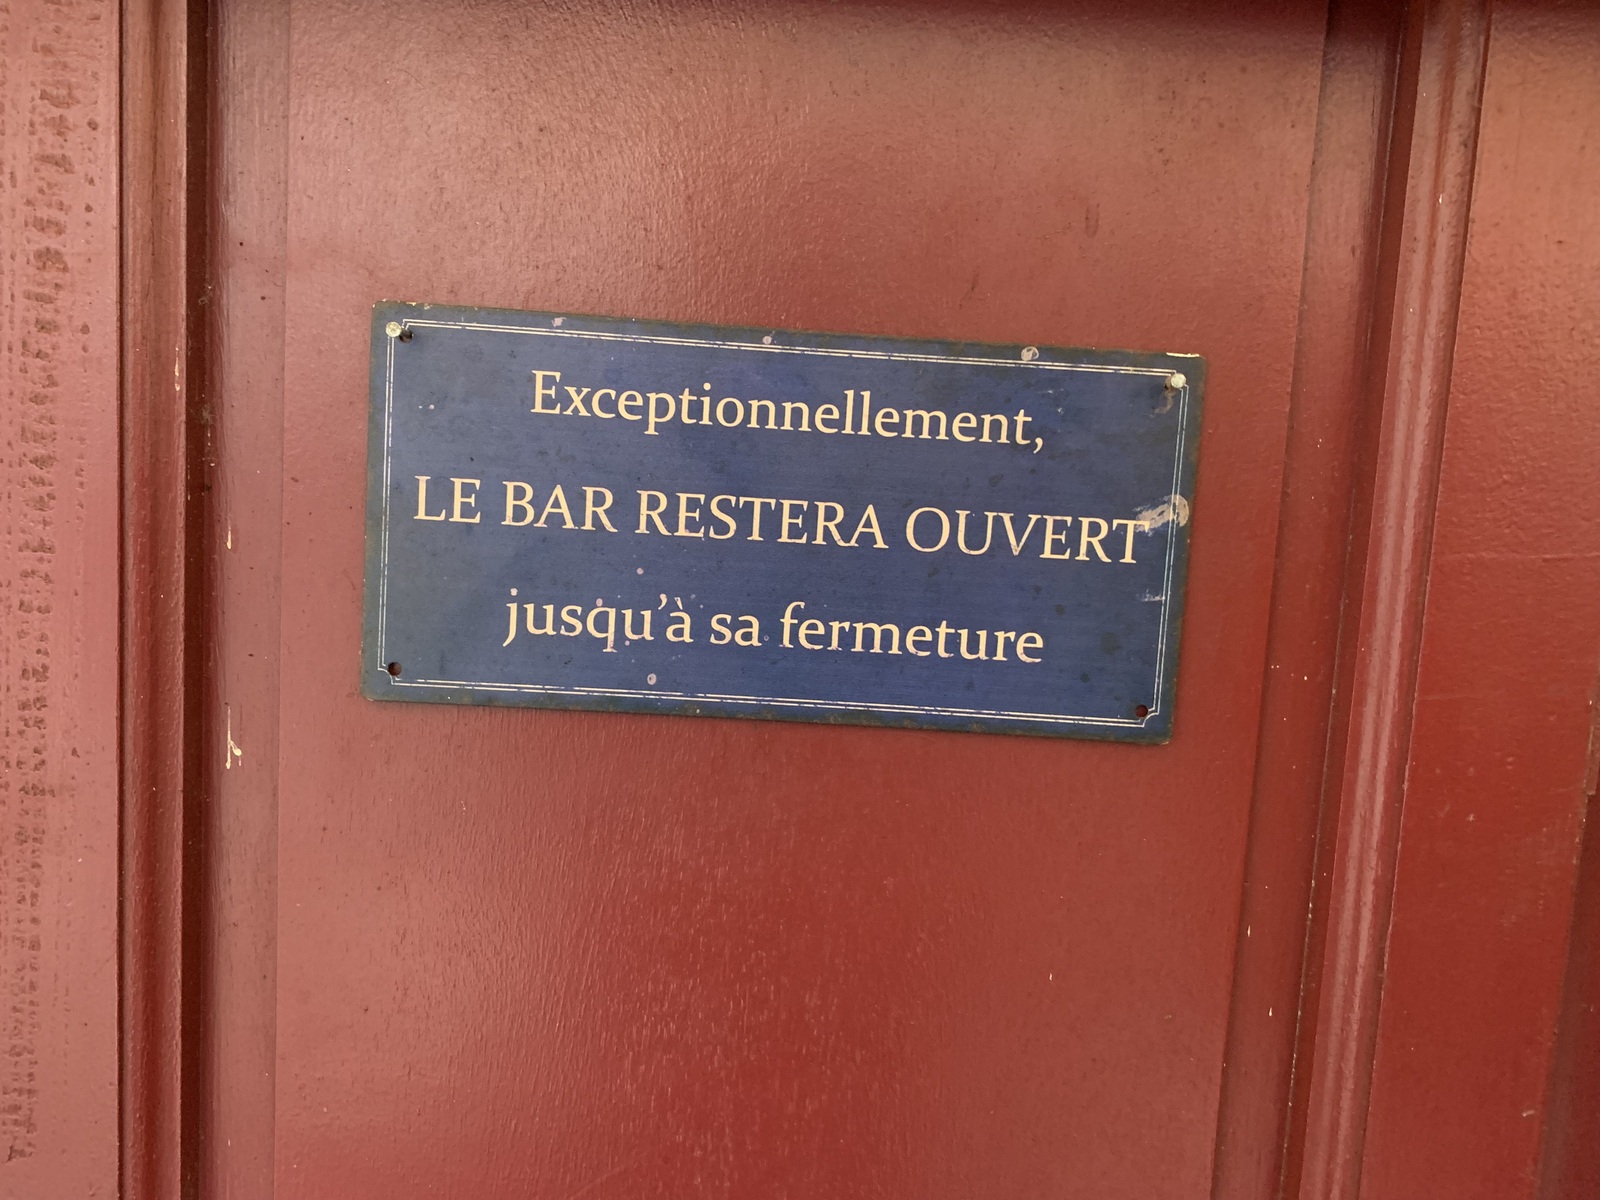 Exceptionnellement,
LE BAR RESTERA OUVERT
jusqu’à sa fermeture